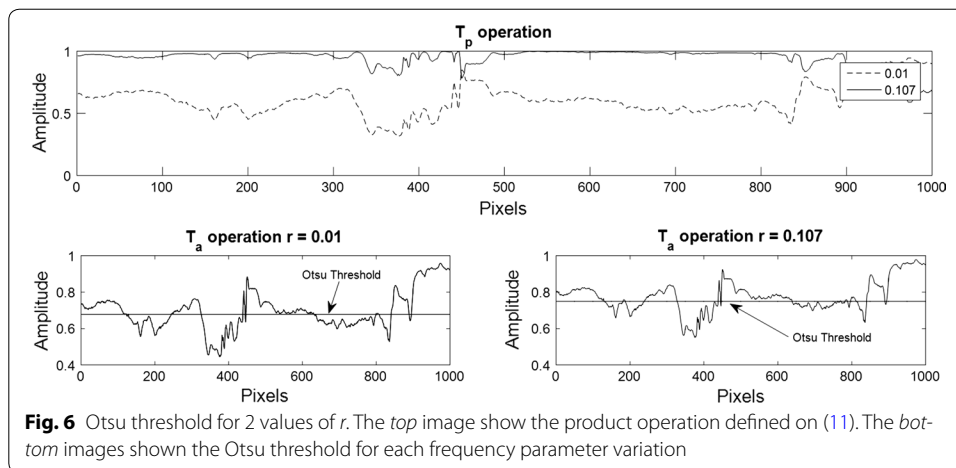 T_p operation
Amplitude
1
0.5
0
0.01
0.107
0 100 200 300 400 500 600 700 800 900 1000
Pixels
T_a operation r = 0.01
Amplitude
1
0.8
0.6
0.4
Otsu Threshold
0 200 400 600 800 1000
Pixels
T_a operation r = 0.107
Amplitude
1
0.8
0.6
0.4
Otsu Threshold
0 200 400 600 800 1000
Pixels
Fig. 6 Otsu threshold for 2 values of r. The top image show the product operation defined on (11). The bot-
tom images shown the Otsu threshold for each frequency parameter variation